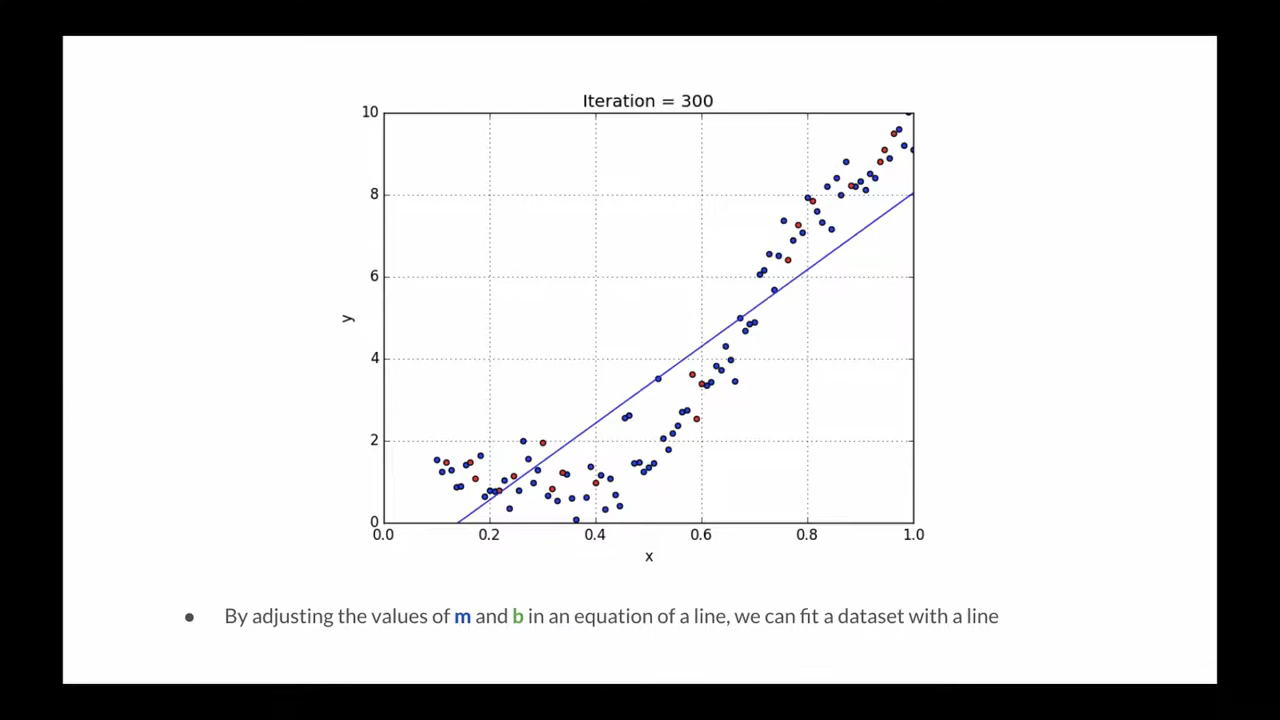 Iteration = 300
10
8
6
y
4
2
0
0.0 0.2 0.4 0.6 0.8 1.0
x
● By adjusting the values of m and b in an equation of a line, we can fit a dataset with a line